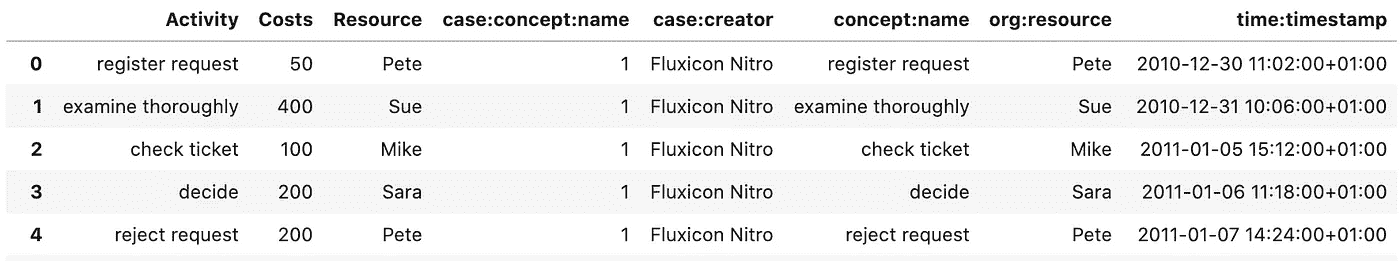 Activity Costs Resource case:concept:name case:creator concept:name org:resource time:timestamp
0 register request 50 Pete 1 Fluxicon Nitro register request Pete 2010-12-30 11:02:00+01:00
1 examine thoroughly 400 Sue 1 Fluxicon Nitro examine thoroughly Sue 2010-12-31 10:06:00+01:00
2 check ticket 100 Mike 1 Fluxicon Nitro check ticket Mike 2011-01-05 15:12:00+01:00
3 decide 200 Sara 1 Fluxicon Nitro decide Sara 2011-01-06 11:18:00+01:00
4 reject request 200 Pete 1 Fluxicon Nitro reject request Pete 2011-01-07 14:24:00+01:00